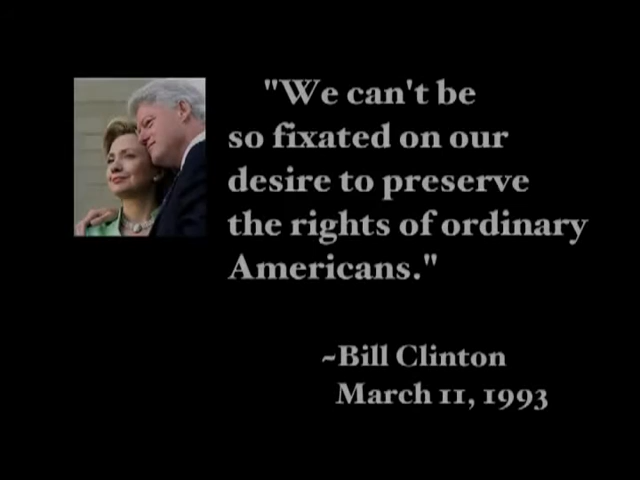 "We can't be
so fixated on our
desire to preserve
the rights of ordinary
Americans."
~Bill Clinton
March 11, 1993